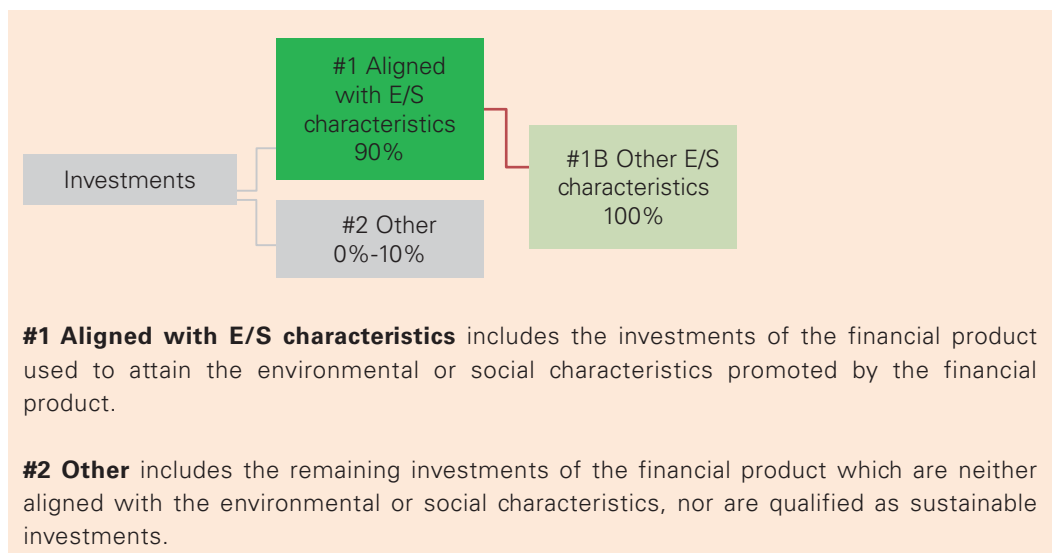 #1 Aligned
with E/S
characteristics
90%
Investments
#2 Other
0%-10%
#1B Other E/S
characteristics
100%
#1 Aligned with E/S characteristics includes the investments of the financial product
used to attain the environmental or social characteristics promoted by the financial
product.
#2 Other includes the remaining investments of the financial product which are neither
aligned with the environmental or social characteristics, nor are qualified as sustainable
investments.